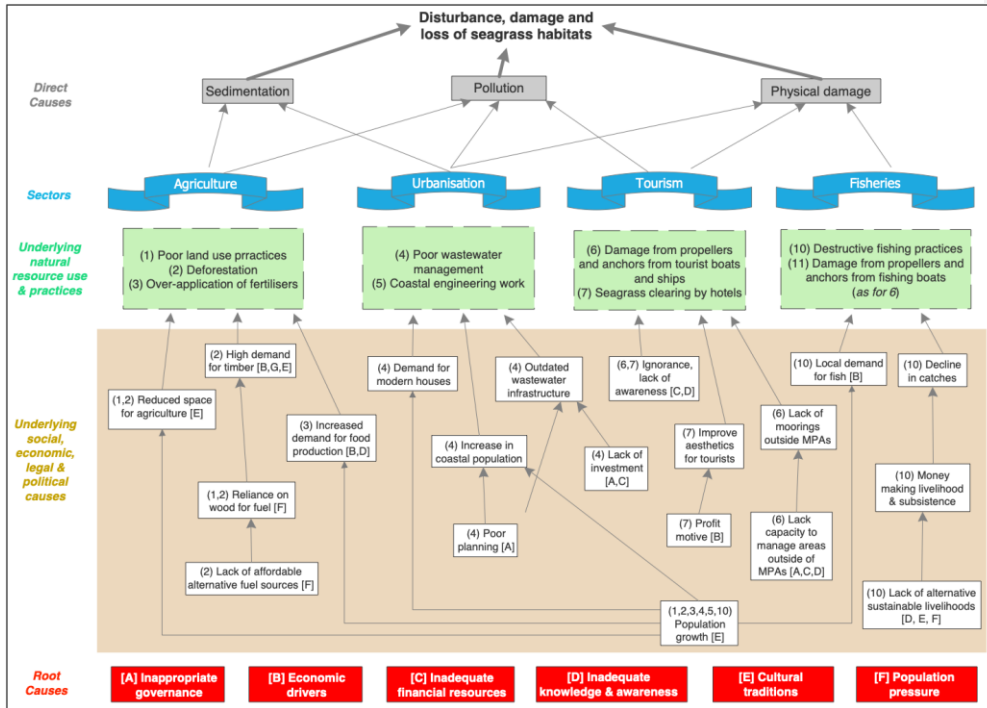 Disturbance, damage and
loss of seagrass habitats
Direct
Causes
Sedimentation
Pollution
Physical damage
Sectors
Agriculture
Urbanisation
Tourism
Fisheries
Underlying
natural
resource use
& practices
(1) Poor land use prractices
(2) Deforestation
(3) Over-application of fertilisers
(4) Poor wastewater
management
(5) Coastal engineering work
(6) Damage from propellers
and anchors from tourist boats
and ships
(7) Seagrass clearing by hotels
(10) Destructive fishing practices
(11) Damage from propellers and
anchors from fishing boats
(as for 6)
Underlying
social,
economic,
legal &
political
causes
(2) High demand
for timber [B,G,E]
(1,2) Reduced space
for agriculture [E]
(3) Increased
demand for food
production [B,D]
(1,2) Reliance on
wood for fuel [F]
(2) Lack of affordable
alternative fuel sources [F]
(4) Demand for
modern houses
(4) Outdated
wastewater
infrastructure
(4) Increase in
coastal population
(4) Lack of
investment
[A,C]
(4) Poor
planning [A]
(6,7) Ignorance,
lack of
awareness [C,D]
(7) Improve
aesthetics
for tourists
(7) Profit
motive [B]
(6) Lack of
moorings
outside MPAs
(6) Lack
capacity to
manage areas
outside of
MPAs [A,C,D]
(10) Local demand
for fish [B]
(10) Decline
in catches
(10) Money
making livelihood
& subsistence
(10) Lack of alternative
sustainable livelihoods
[D, E, F]
(1,2,3,4,5,10)
Population
growth [E]
Root
Causes
[A] Inappropriate
governance
[B] Economic
drivers
[C] Inadequate
financial resources
[D] Inadequate
knowledge & awareness
[E] Cultural
traditions
[F] Population
pressure